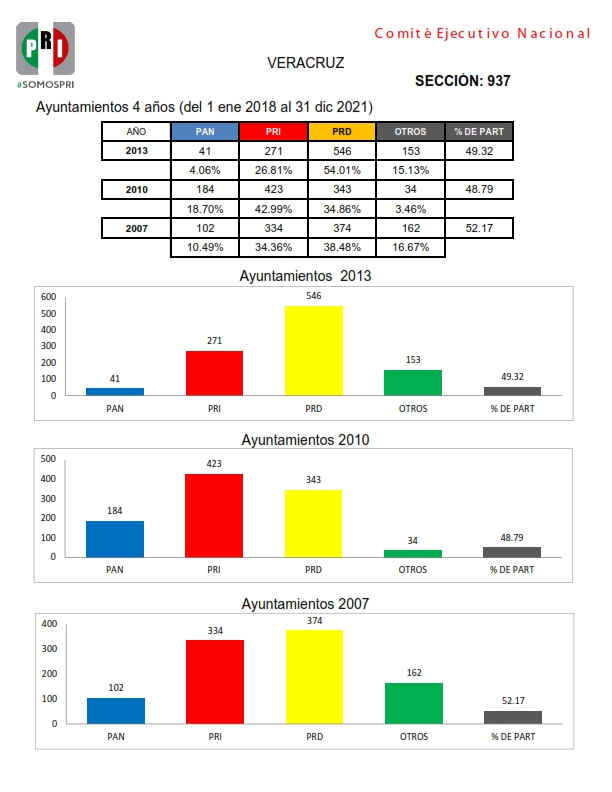 PRI
#SOMOSPRI
Comité Ejecutivo Nacional
VERACRUZ
SECCIÓN: 937
Ayuntamientos 4 años (del 1 ene 2018 al 31 dic 2021)
AÑO PAN PRI PRD OTROS % DE PART
2013 41 271 546 153 49.32
4.06% 26.81% 54.01% 15.13%
2010 184 423 343 34 48.79
18.70% 42.99% 34.86% 3.46%
2007 102 334 374 162 52.17
10.49% 34.36% 38.48% 16.67%
Ayuntamientos 2013
600
500
400
300
200
100
0
41 271 546 153 49.32
PAN PRI PRD OTROS % DE PART
Ayuntamientos 2010
500
400
300
200
100
0
184 423 343 34 48.79
PAN PRI PRD OTROS % DE PART
Ayuntamientos 2007
400
300
200
100
0
102 334 374 162 52.17
PAN PRI PRD OTROS % DE PART